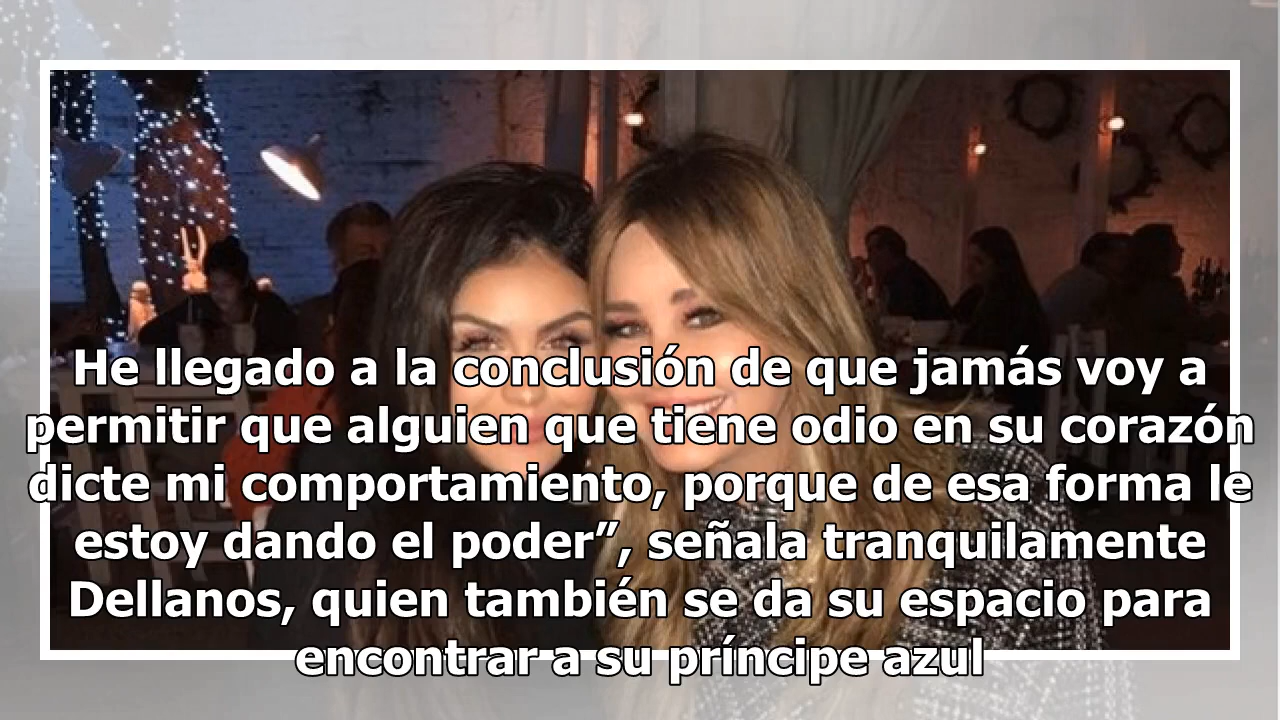 He llegado a la conclusión de que jamás voy a
permitir que alguien que tiene odio en su corazón
dicte mi comportamiento, porque de esa forma le
estoy dando el poder”, señala tranquilamente
Dellanos, quien también se da su espacio para
encontrar a su príncipe azul